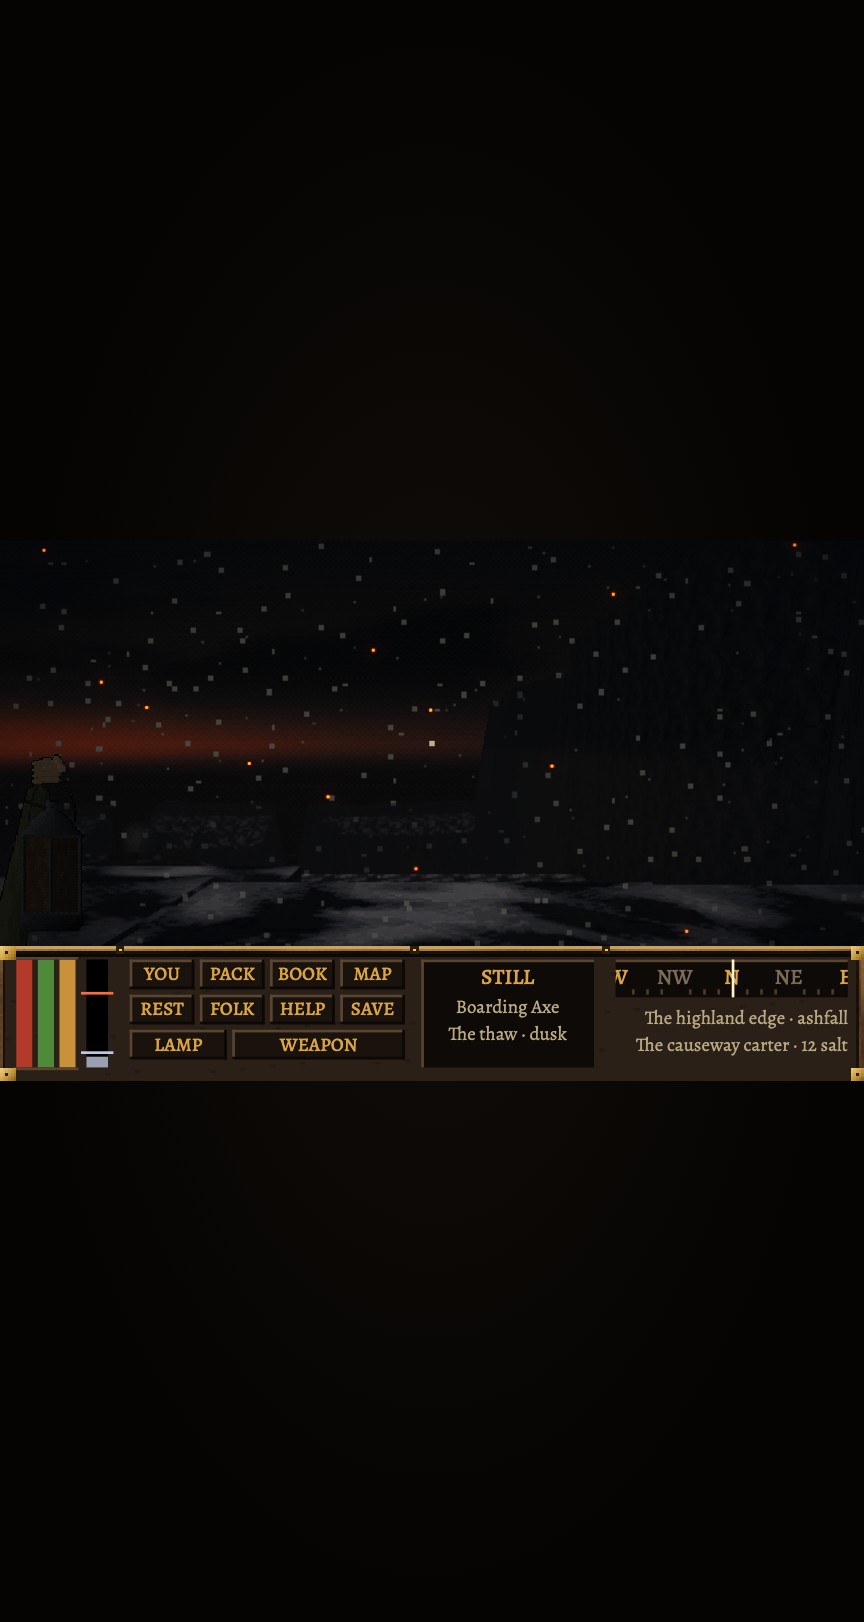 YOU PACK BOOK MAP
REST FOLK HELP SAVE
LAMP WEAPON
STILL
Boarding Axe
The thaw · dusk
W NW N NE E
The highland edge · ashfall
The causeway carter · 12 salt